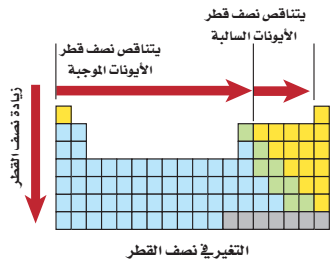 يتناقص نصف قطر
الأيونات السالبة
يتناقص نصف قطر
الأيونات الموجبة
زيادة نصف القطر
التغير في نصف القطر